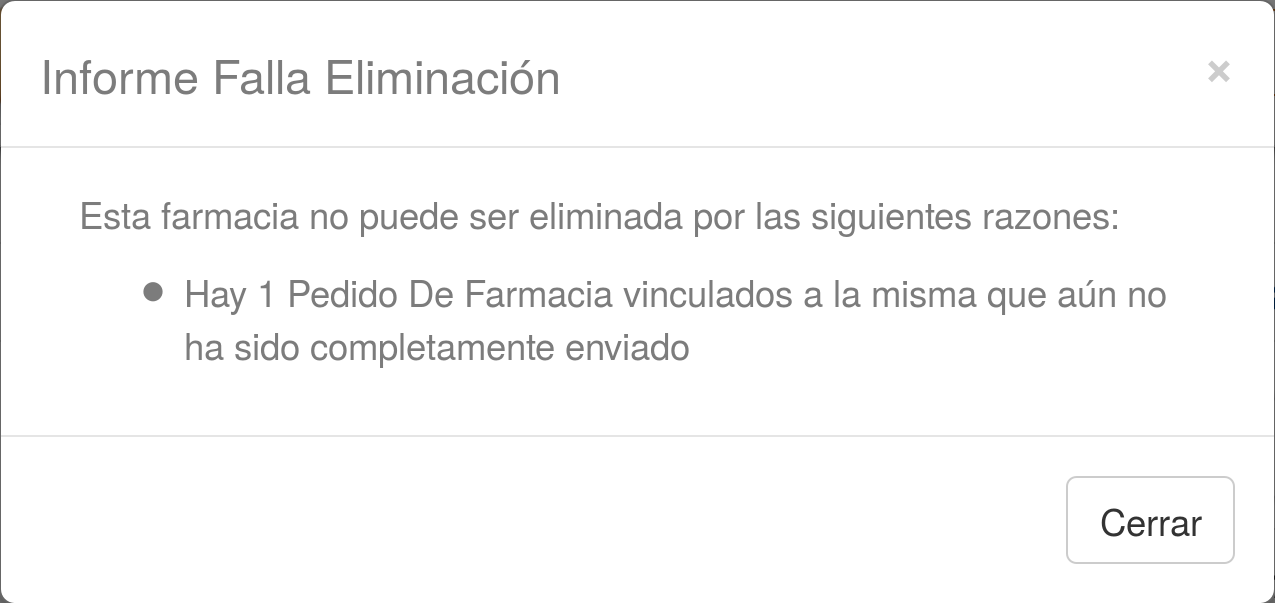 Informe Falla Eliminación
×
Esta farmacia no puede ser eliminada por las siguientes razones:
● Hay 1 Pedido De Farmacia vinculados a la misma que aún no
ha sido completamente enviado
Cerrar